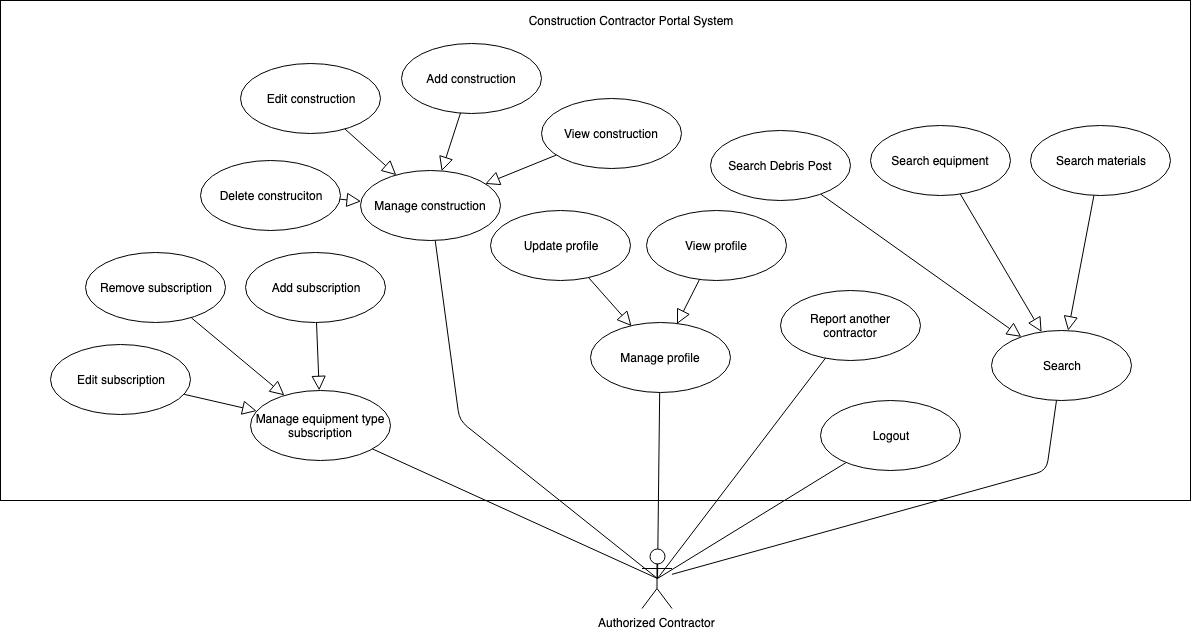 Construction Contractor Portal System
Add construction
Edit construction
View construction
Search Debris Post
Search equipment
Search materials
Delete construciton
Manage construction
Update profile
View profile
Remove subscription
Add subscription
Report another
contractor
Manage profile
Search
Edit subscription
Manage equipment type
subscription
Logout
Authorized Contractor